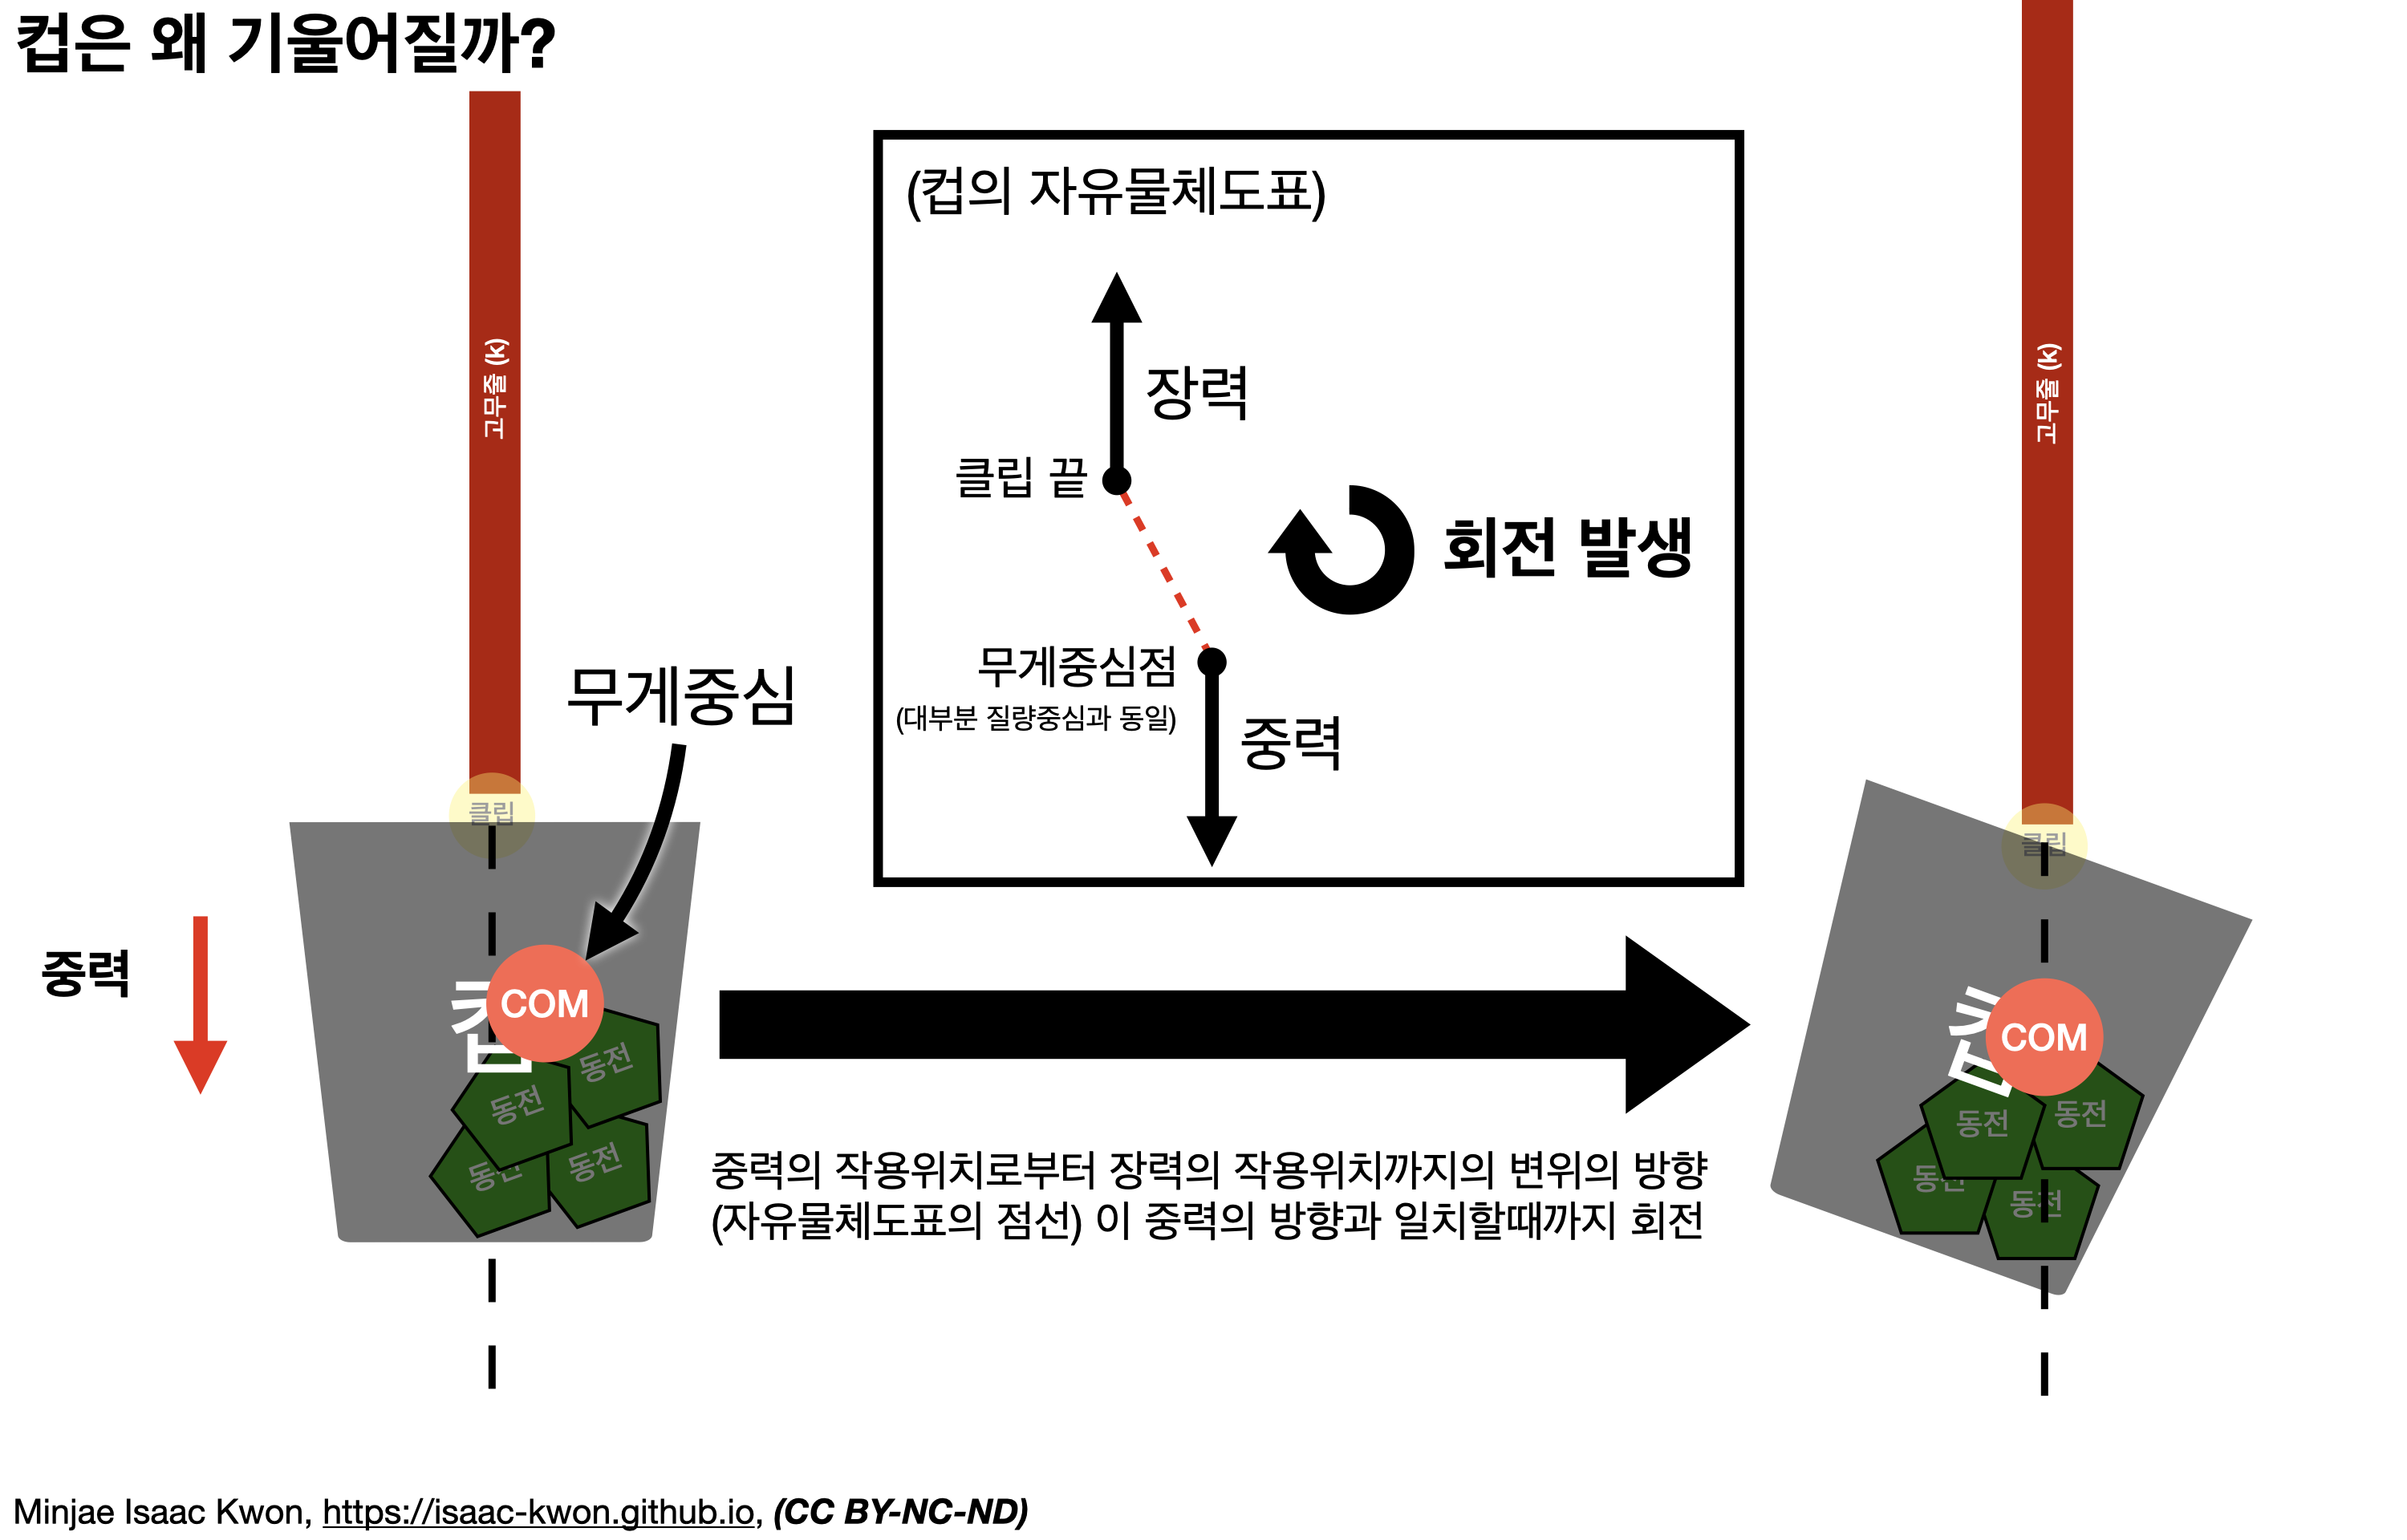 컵은 왜 기울어질까?
고무줄 (k)
클립
무게중심
중력
컵
COM
동전
동전
동전
동전
(컵의 자유물체도표)
장력
클립 끝
회전 발생
무게중심점
(대부분 질량중심과 동일)
중력
중력의 작용위치로부터 장력의 작용위치까지의 변위의 방향
(자유물체도표의 점선) 이 중력의 방향과 일치할때까지 회전
고무줄 (k)
클립
컵
COM
동전
동전
동전
동전
Minjae Isaac Kwon, https://isaac-kwon.github.io, (CC BY-NC-ND)